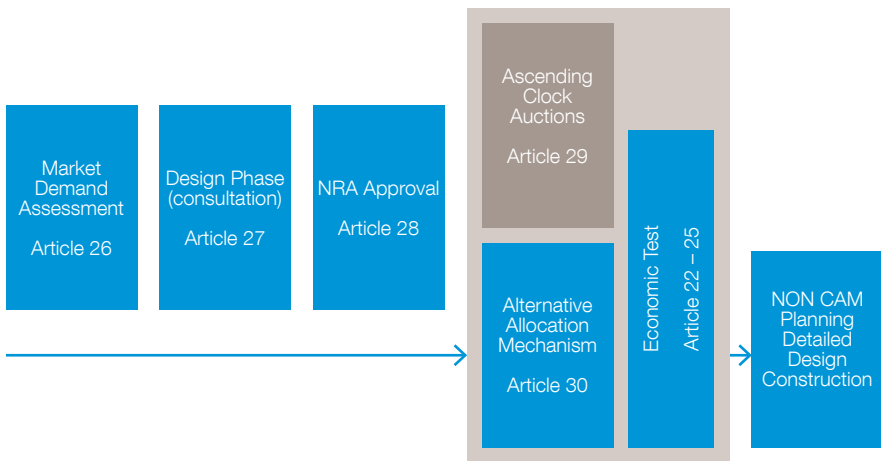 Market
Demand
Assessment
Article 26
Design Phase
(consultation)
Article 27
NRA Approval
Article 28
Ascending
Clock
Auctions
Article 29
Alternative
Allocation
Mechanism
Article 30
Economic Test
Article 22 – 25
NON CAM
Planning
Detailed
Design
Construction